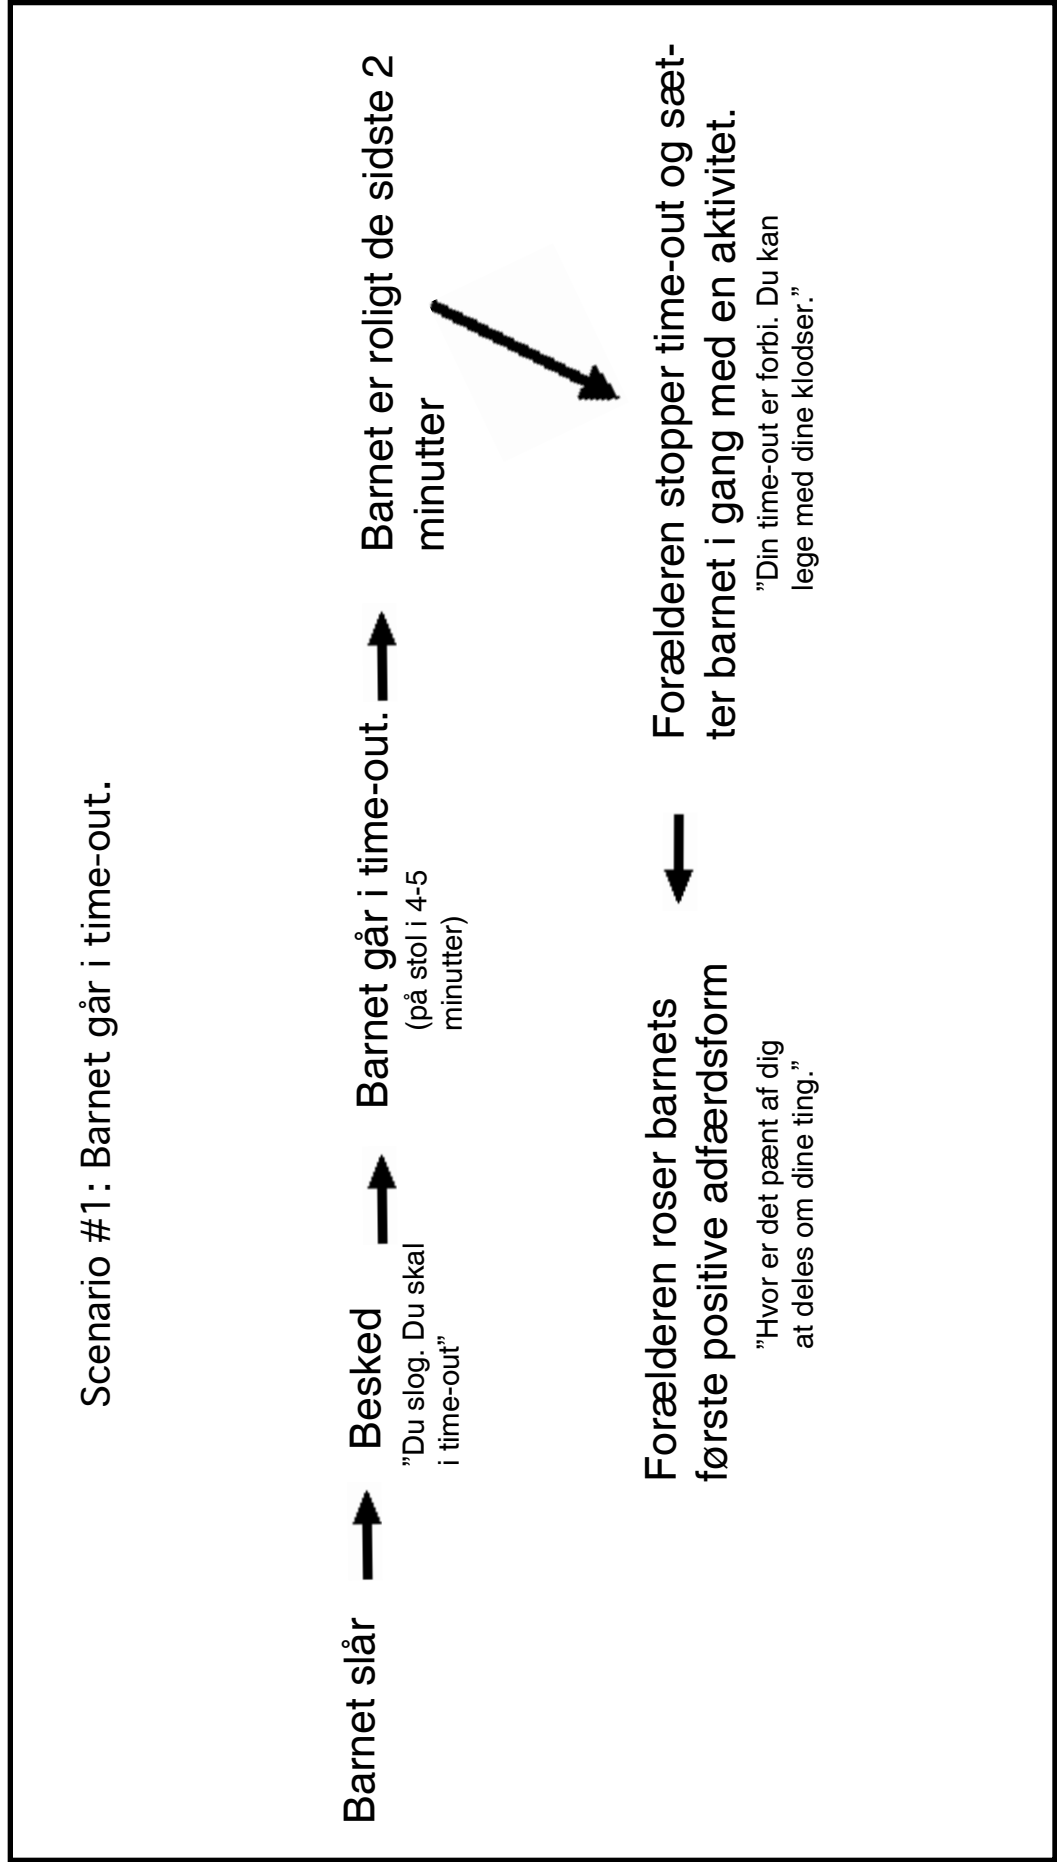 Scenario #1: Barnet går i time-out.
Barnet slår
Besked
”Du slog. Du skal
i time-out”
Barnet går i time-out.
(på stol i 4-5
minutter)
Barnet er roligt de sidste 2
minutter
Forælderen stopper time-out og sæt-
ter barnet i gang med en aktivitet.
”Din time-out er forbi. Du kan
lege med dine klodser.”
Forælderen roser barnets
første positive adfærdsform
”Hvor er det pænt af dig
at deles om dine ting.”